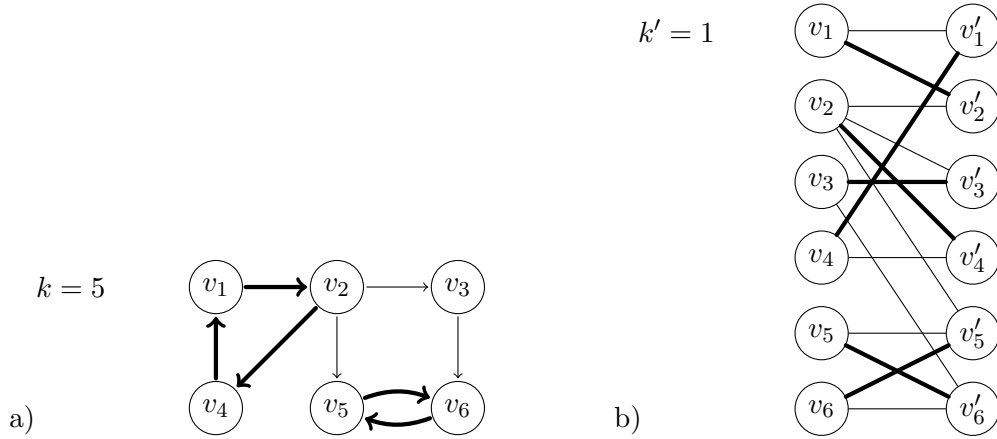 k = 5
v₁ v₂ v₃
v₄ v₅ v₆
a)
k′ = 1
v₁ v′₁
v₂ v′₂
v₃ v′₃
v₄ v′₄
v₅ v′₅
v₆ v′₆
b)